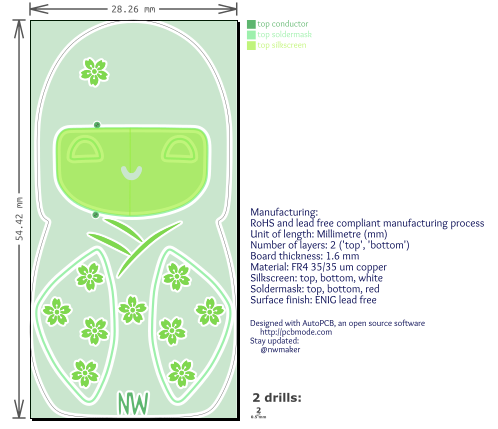 28.26 mm
top conductor
top soldermask
top silkscreen
54.42 mm
Manufacturing:
RoHS and lead free compliant manufacturing process
Unit of length: Millimetre (mm)
Number of layers: 2 ('top', 'bottom')
Board thickness: 1.6 mm
Material: FR4 35/35 um copper
Silkscreen: top, bottom, white
Soldermask: top, bottom, red
Surface finish: ENIG lead free
Designed with AutoPCB, an open source software
http://pcbmode.com
Stay updated:
@nwmaker
NW
2 drills:
2
0.5 mm